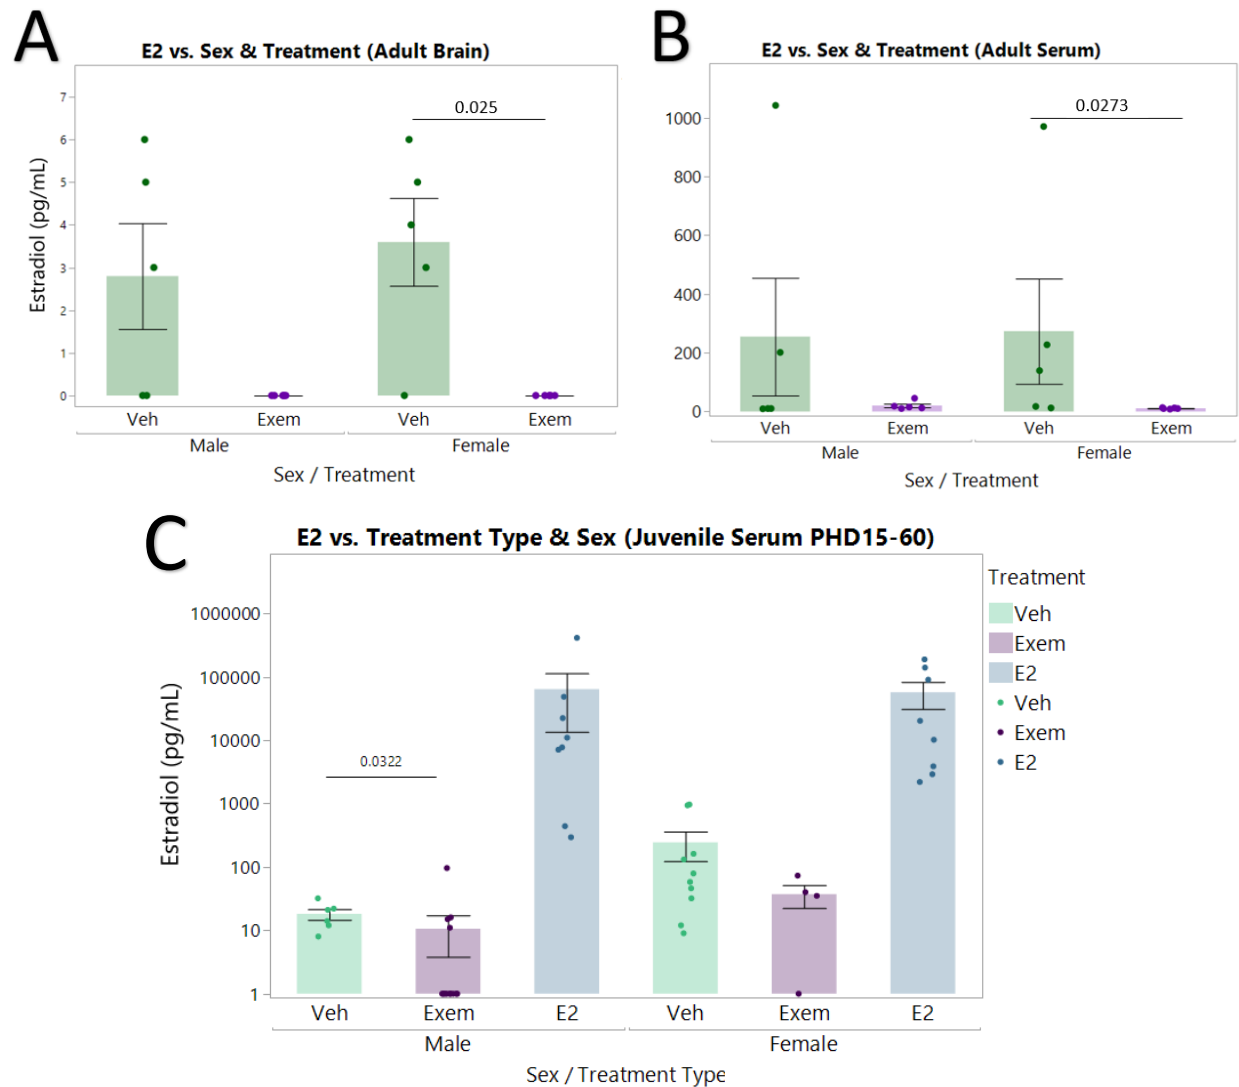 A
E2 vs. Sex & Treatment (Adult Brain)
Estradiol (pg/mL)
7
6
5
4
3
2
1
0
0.025
Veh
Exem
Veh
Exem
Male
Female
Sex / Treatment
B
E2 vs. Sex & Treatment (Adult Serum)
1000
800
600
400
200
0
0.0273
Veh
Exem
Veh
Exem
Male
Female
Sex / Treatment
C
E2 vs. Treatment Type & Sex (Juvenile Serum PHD15-60)
Estradiol (pg/mL)
1000000
100000
10000
1000
100
10
1
0.0322
Veh
Exem
E2
Veh
Exem
E2
Male
Female
Sex / Treatment Type
Treatment
Veh
Exem
E2
Veh
Exem
E2